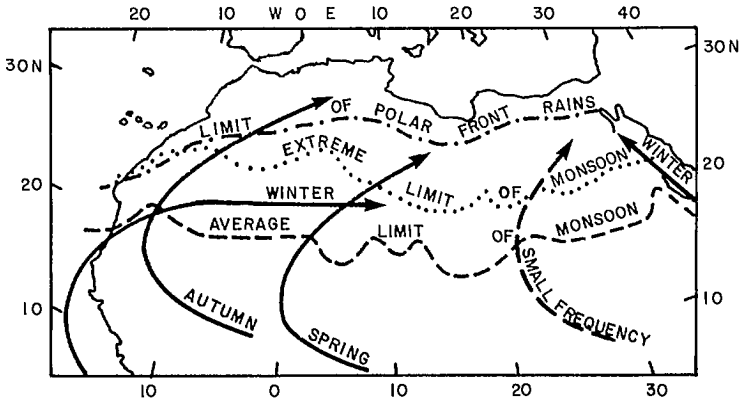 20 10 W 0 E 10 20 30 40
30N 30N
LIMIT OF POLAR FRONT RAINS
EXTREME LIMIT OF MONSOON
WINTER
20 20
WINTER
AVERAGE LIMIT OF MONSOON
10 10
AUTUMN
SPRING
SMALL FREQUENCY
10 0 10 20 30